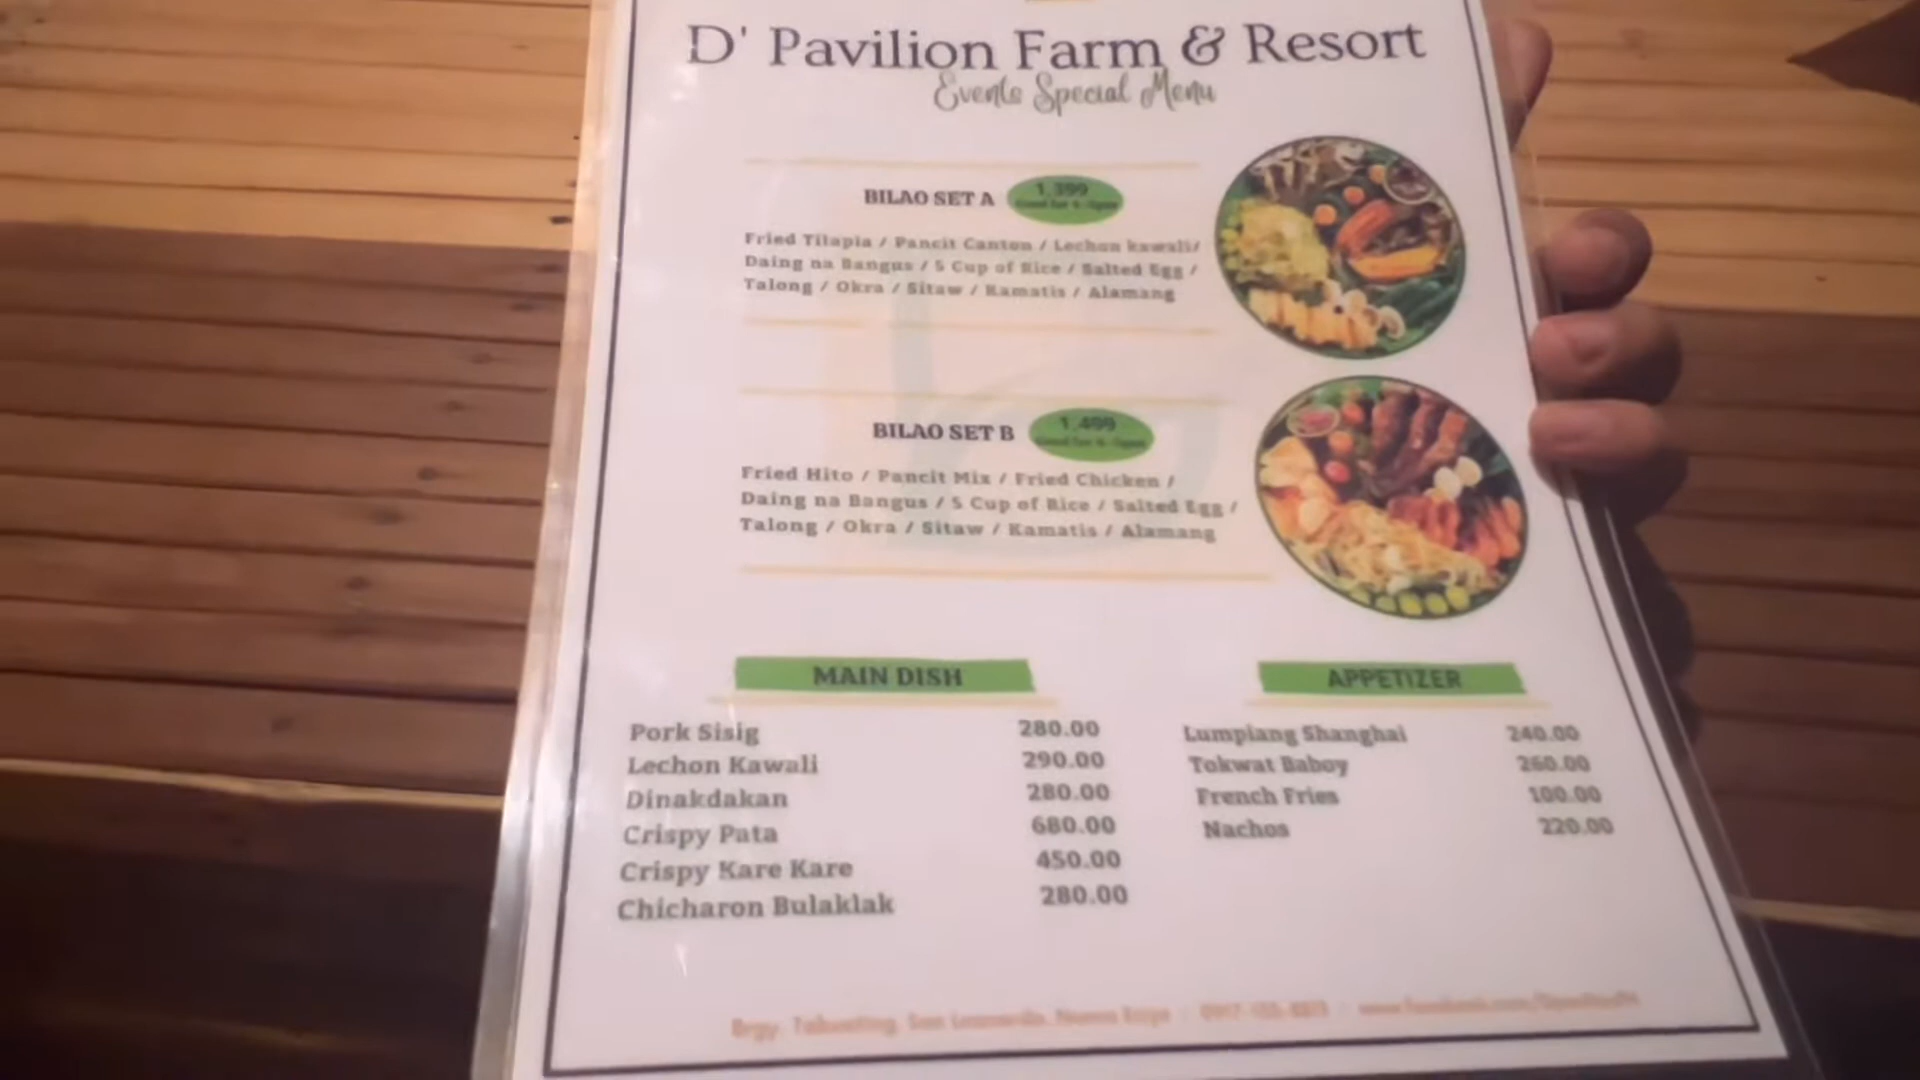 D' Pavilion Farm & Resort
Events Special Menu
BILAO SET A
1,399
Fried Tilapia / Pancit Canton / Lechon kawali/
Daing na Bangus / 5 Cup of Rice / Salted Egg /
Talong / Okra / Sitaw / Kamatis / Alamang
BILAO SET B
1,499
Fried Hito / Pancit Mix / Fried Chicken /
Daing na Bangus / 5 Cup of Rice / Salted Egg /
Talong / Okra / Sitaw / Kamatis / Alamang
MAIN DISH
Pork Sisig 280.00
Lechon Kawali 290.00
Dinakdakan 280.00
Crispy Pata 680.00
Crispy Kare Kare 450.00
Chicharon Bulaklak 280.00
APPETIZER
Lumpiang Shanghai 240.00
Tokwat Baboy 260.00
French Fries 100.00
Nachos 220.00
Brgy. San Leonardo, Nueva Ecija